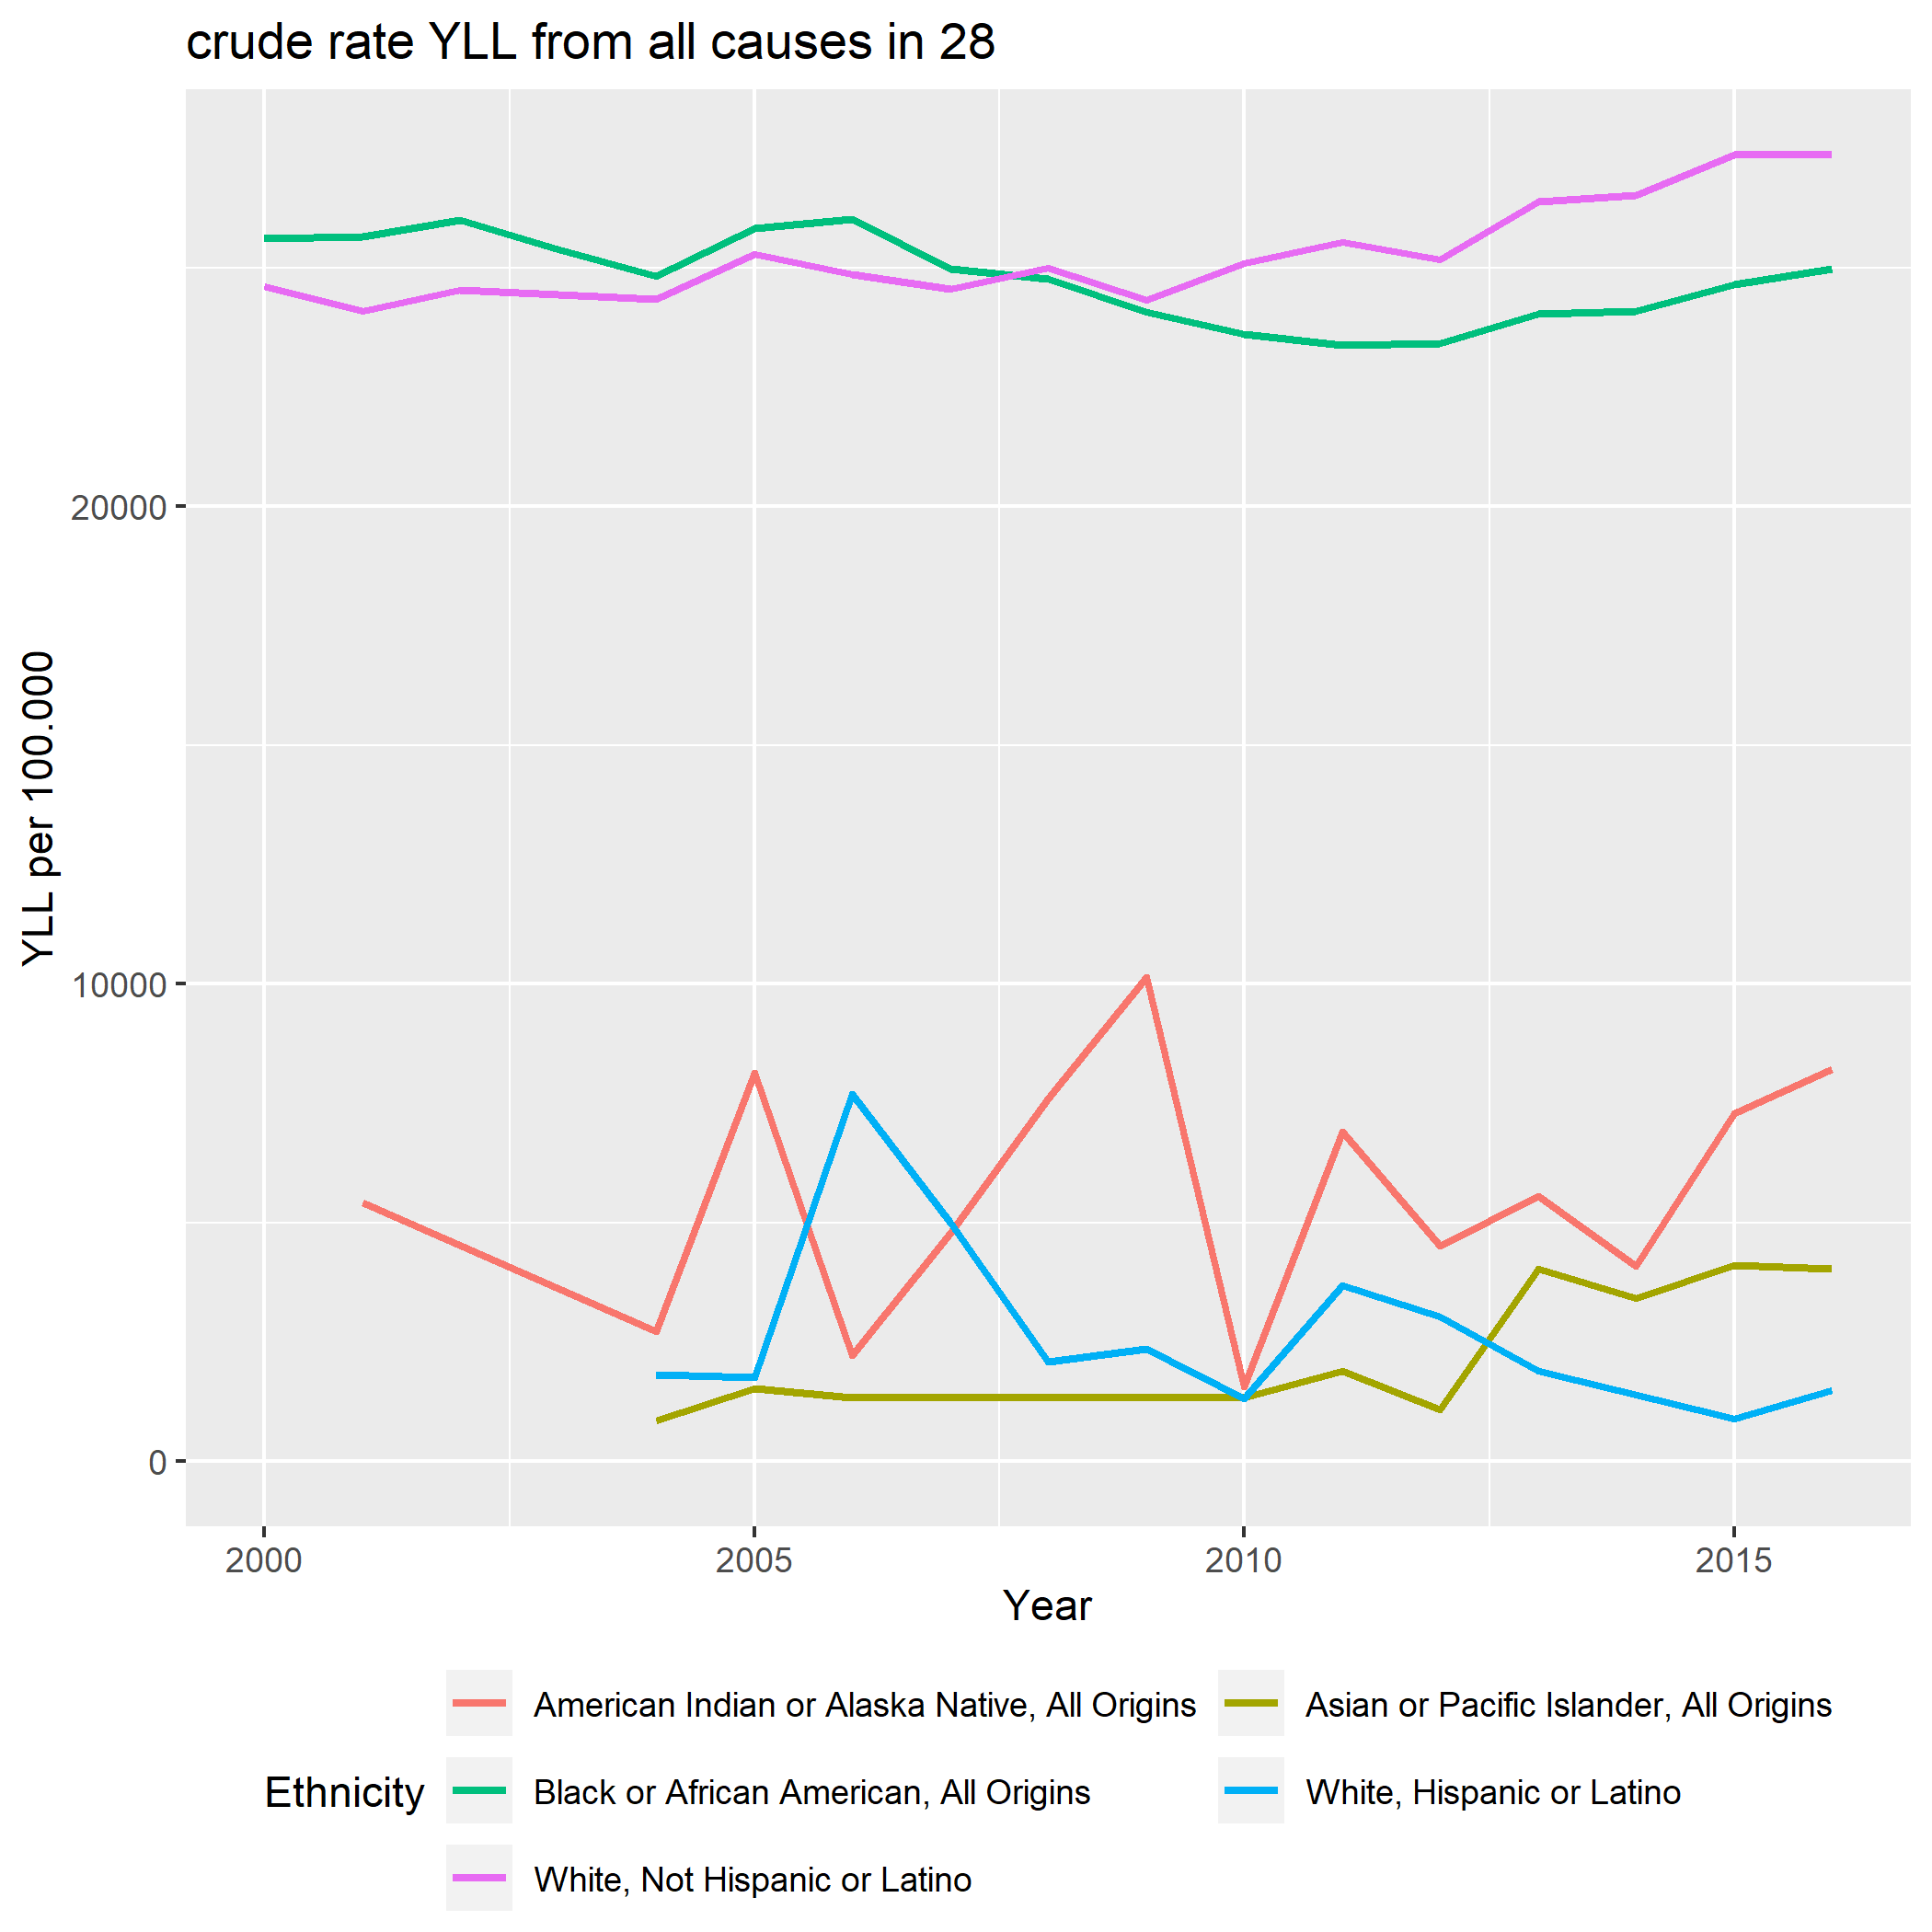 crude rate YLL from all causes in 28
YLL per 100.000
20000
10000
0
2000 2005 2010 2015
Year
Ethnicity
American Indian or Alaska Native, All Origins
Asian or Pacific Islander, All Origins
Black or African American, All Origins
White, Hispanic or Latino
White, Not Hispanic or Latino